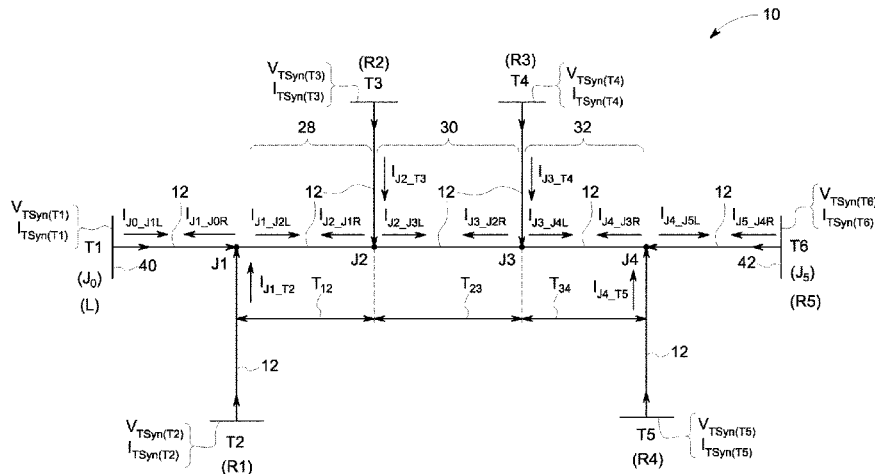 10
(R2)
(R3)
V_TSyn(T3)
I_TSyn(T3)
T3
T4
V_TSyn(T4)
I_TSyn(T4)
28
30
32
I_J2_T3
I_J3_T4
V_TSyn(T1)
I_TSyn(T1)
V_TSyn(T6)
I_TSyn(T6)
12
12
12
12
12
12
12
I_J0_J1L
I_J1_J0R
I_J1_J2L
I_J2_J1R
I_J2_J3L
I_J3_J2R
I_J3_J4L
I_J4_J3R
I_J4_J5L
I_J5_J4R
T1
40
J1
J2
J3
J4
42
T6
(J0)
(L)
(J5)
(R5)
I_J1_T2
T12
T23
T34
I_J4_T5
12
12
V_TSyn(T2)
I_TSyn(T2)
T2
(R1)
T5
(R4)
V_TSyn(T5)
I_TSyn(T5)